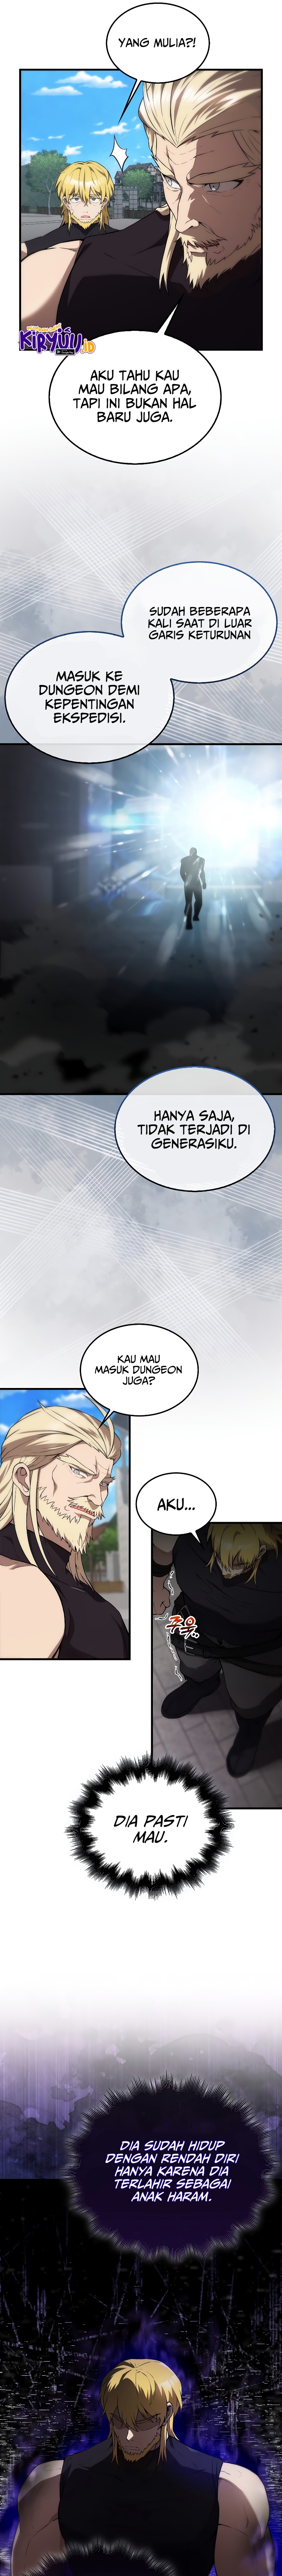 YANG MULIA?!
KIRYUU.ID
AKU TAHU KAU
MAU BILANG APA,
TAPI INI BUKAN HAL
BARU JUGA.
SUDAH BEBERAPA
KALI SAAT DI LUAR
GARIS KETURUNAN
MASUK KE
DUNGEON DEMI
KEPENTINGAN
EKSPEDISI.
HANYA SAJA,
TIDAK TERJADI DI
GENERASIKU.
KAU MAU
MASUK DUNGEON
JUGA?
AKU...
DIA PASTI
MAU.
DIA SUDAH HIDUP
DENGAN RENDAH DIRI
HANYA KARENA DIA
TERLAHIR SEBAGAI
ANAK HARAM.